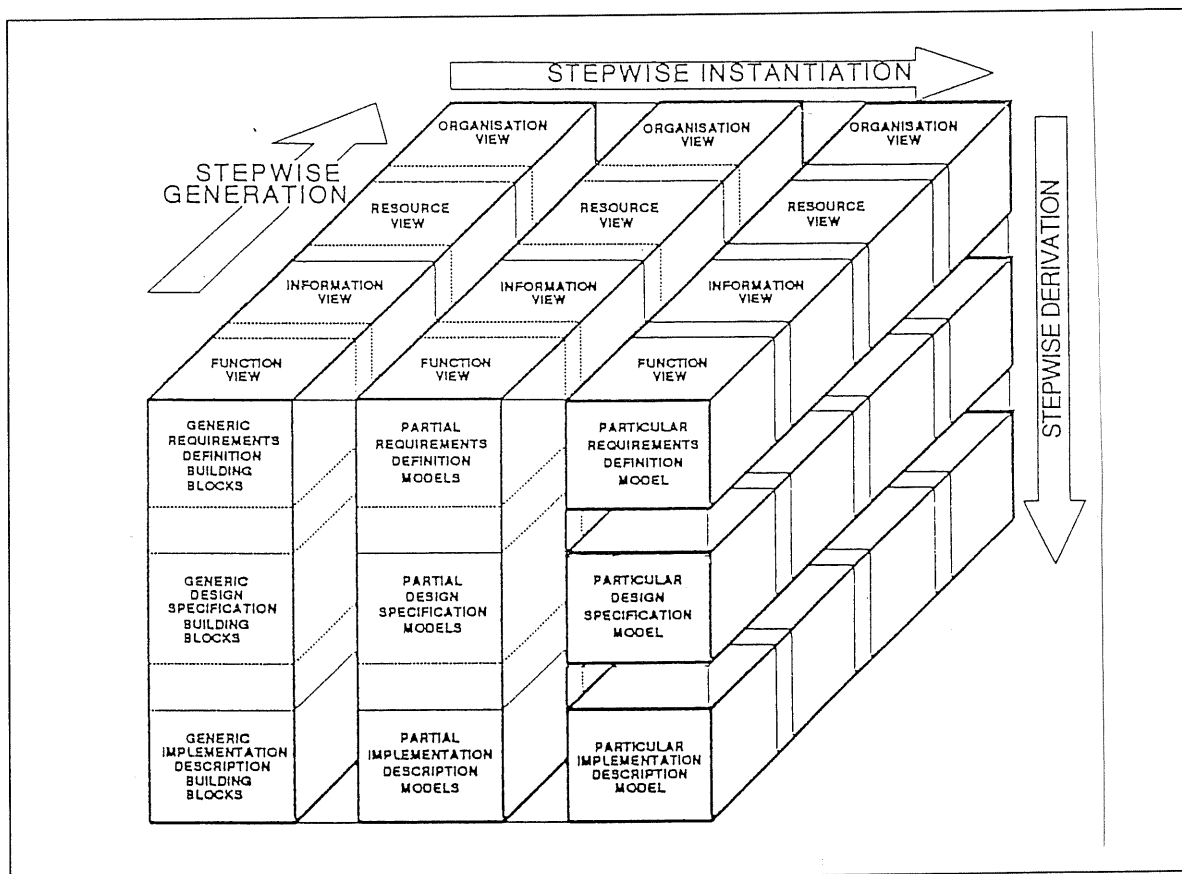 STEPWISE INSTANTIATION
STEPWISE
GENERATION
STEPWISE DERIVATION
ORGANISATION
VIEW
ORGANISATION
VIEW
ORGANISATION
VIEW
RESOURCE
VIEW
RESOURCE
VIEW
RESOURCE
VIEW
INFORMATION
VIEW
INFORMATION
VIEW
INFORMATION
VIEW
FUNCTION
VIEW
FUNCTION
VIEW
FUNCTION
VIEW
GENERIC
REQUIREMENTS
DEFINITION
BUILDING
BLOCKS
PARTIAL
REQUIREMENTS
DEFINITION
MODELS
PARTICULAR
REQUIREMENTS
DEFINITION
MODEL
GENERIC
DESIGN
SPECIFICATION
BUILDING
BLOCKS
PARTIAL
DESIGN
SPECIFICATION
MODELS
PARTICULAR
DESIGN
SPECIFICATION
MODEL
GENERIC
IMPLEMENTATION
DESCRIPTION
BUILDING
BLOCKS
PARTIAL
IMPLEMENTATION
DESCRIPTION
MODELS
PARTICULAR
IMPLEMENTATION
DESCRIPTION
MODEL